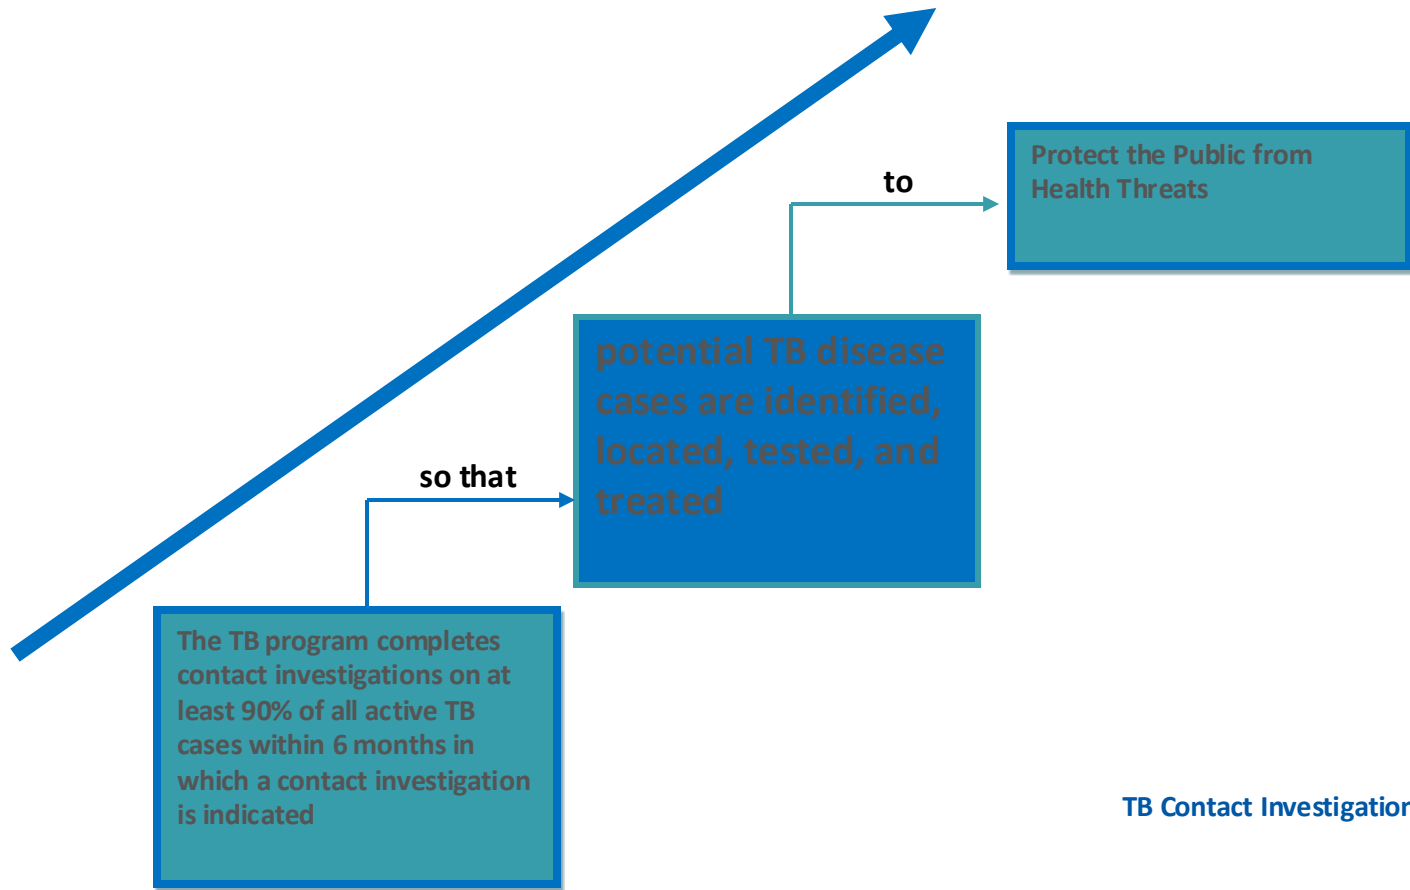 to
Protect the Public from
Health Threats
so that
potential TB disease
cases are identified,
located, tested, and
treated
The TB program completes
contact investigations on at
least 90% of all active TB
cases within 6 months in
which a contact investigation
is indicated
TB Contact Investigation